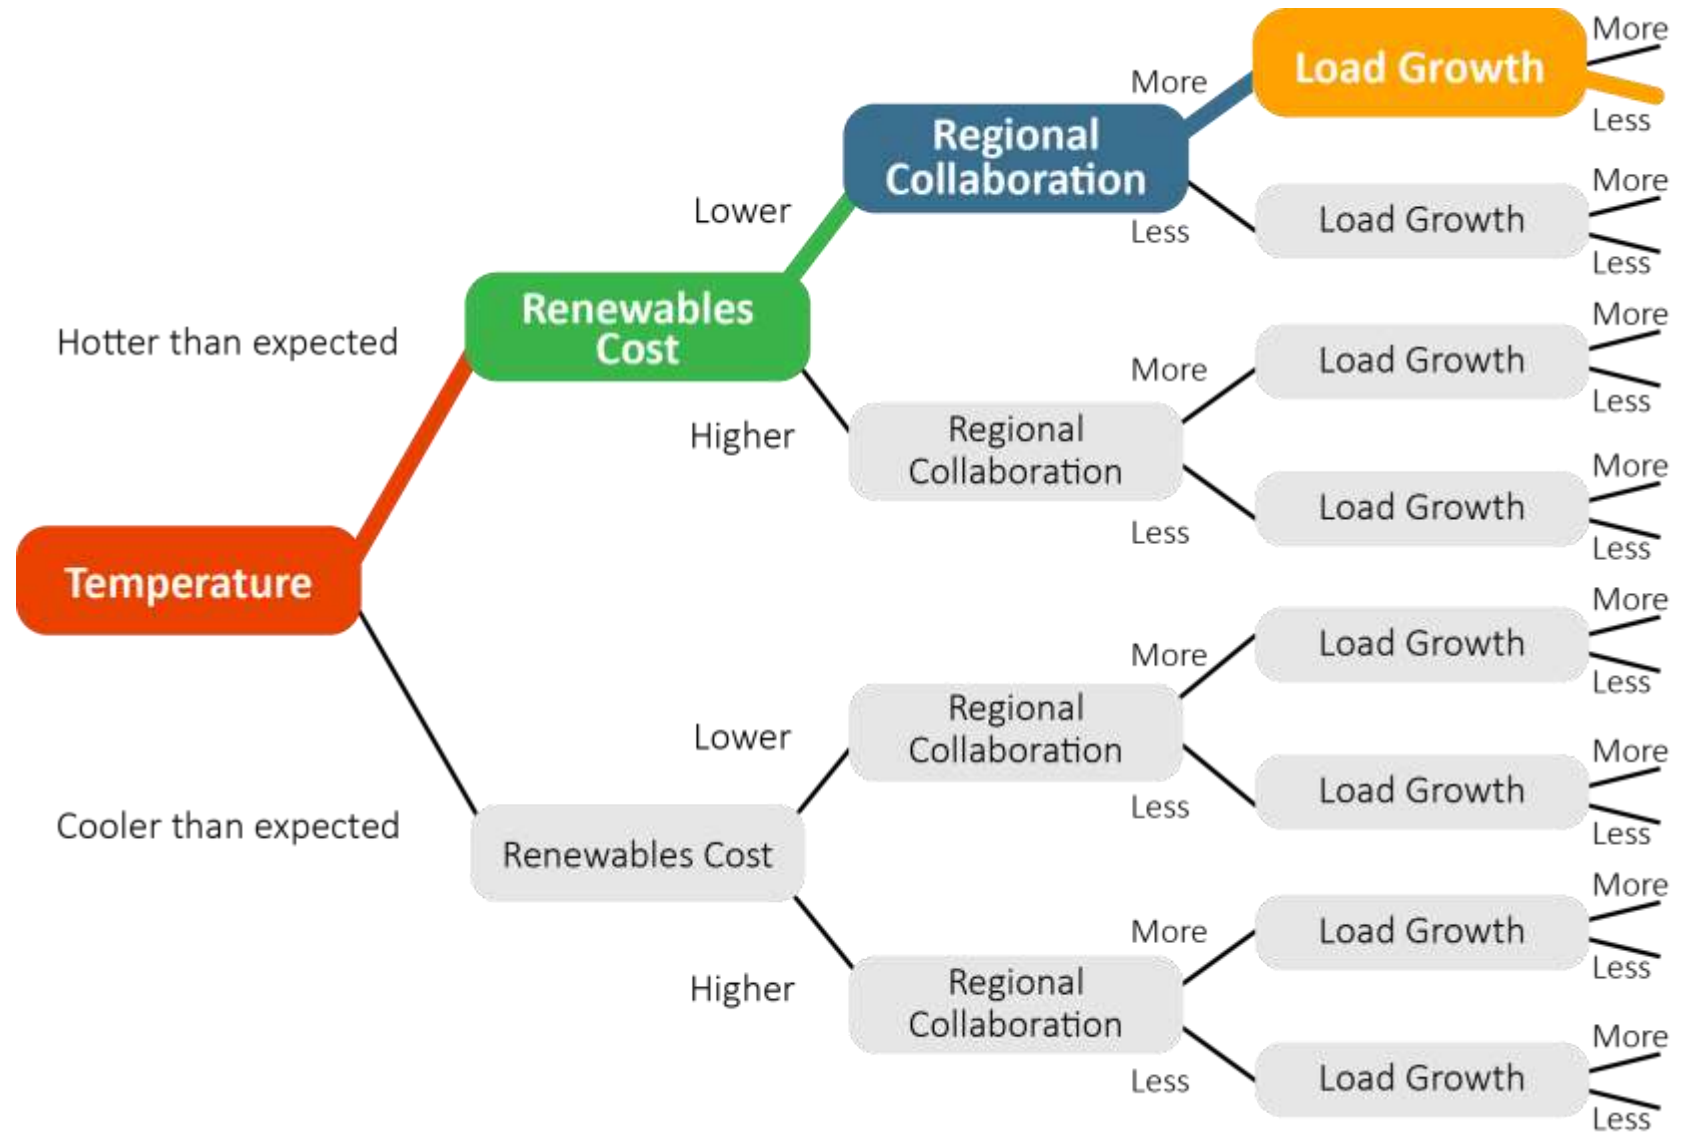 More
Load Growth
More
Less
Regional
Collaboration
More
Lower
Load Growth
Less
Less
Renewables
Cost
More
Hotter than expected
Load Growth
More
Less
Higher
Regional
Collaboration
More
Load Growth
Less
Less
Temperature
More
Load Growth
More
Less
Regional
Collaboration
Lower
More
Load Growth
Less
Less
Cooler than expected
Renewables Cost
More
Load Growth
More
Less
Higher
Regional
Collaboration
More
Load Growth
Less
Less